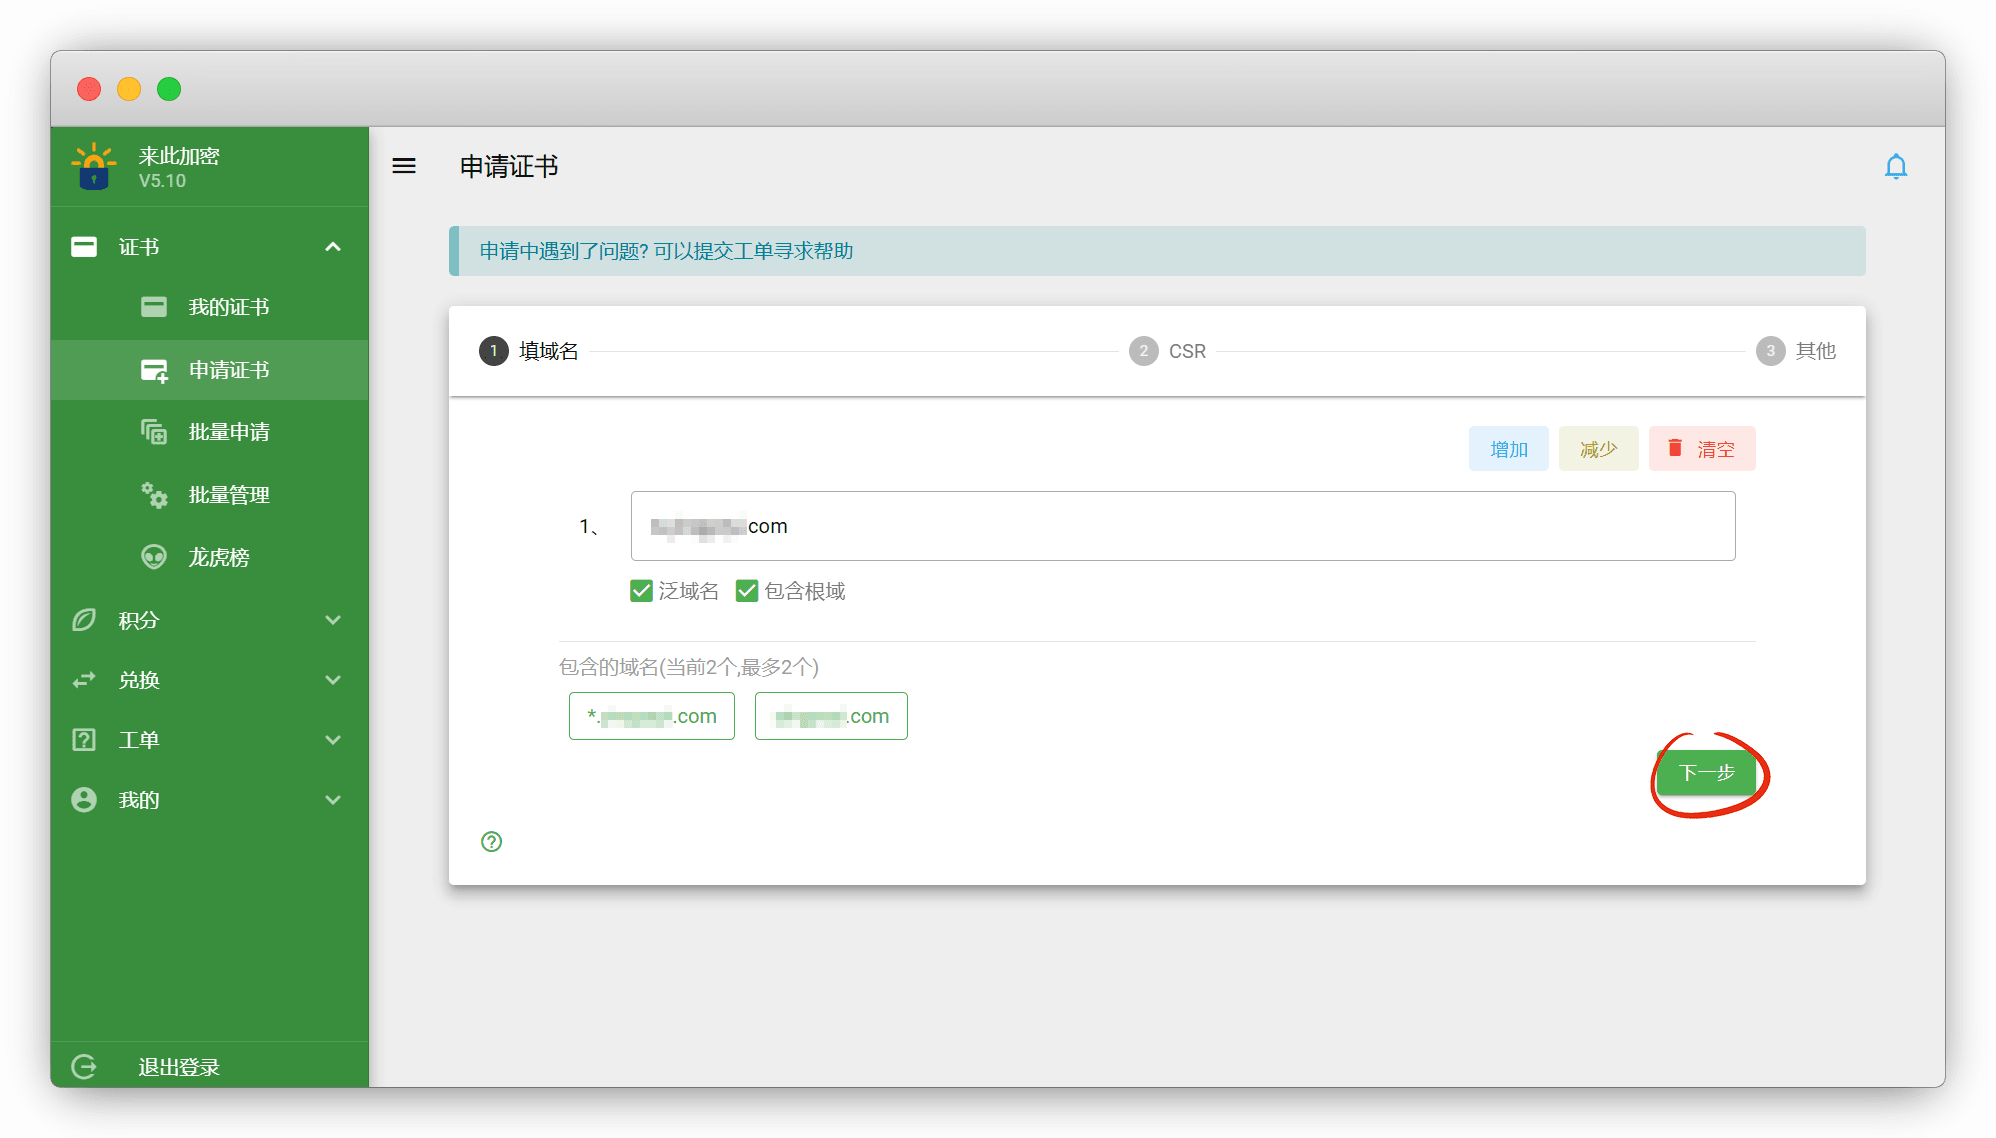 来此加密
V5.10
证书
我的证书
申请证书
批量申请
批量管理
龙虎榜
积分
兑换
工单
我的
退出登录
申请证书
申请中遇到了问题? 可以提交工单寻求帮助
1 填域名
2 CSR
3 其他
增加 减少 清空
1、 com
泛域名 包含根域
包含的域名(当前2个,最多2个)
*. .com .com
下一步